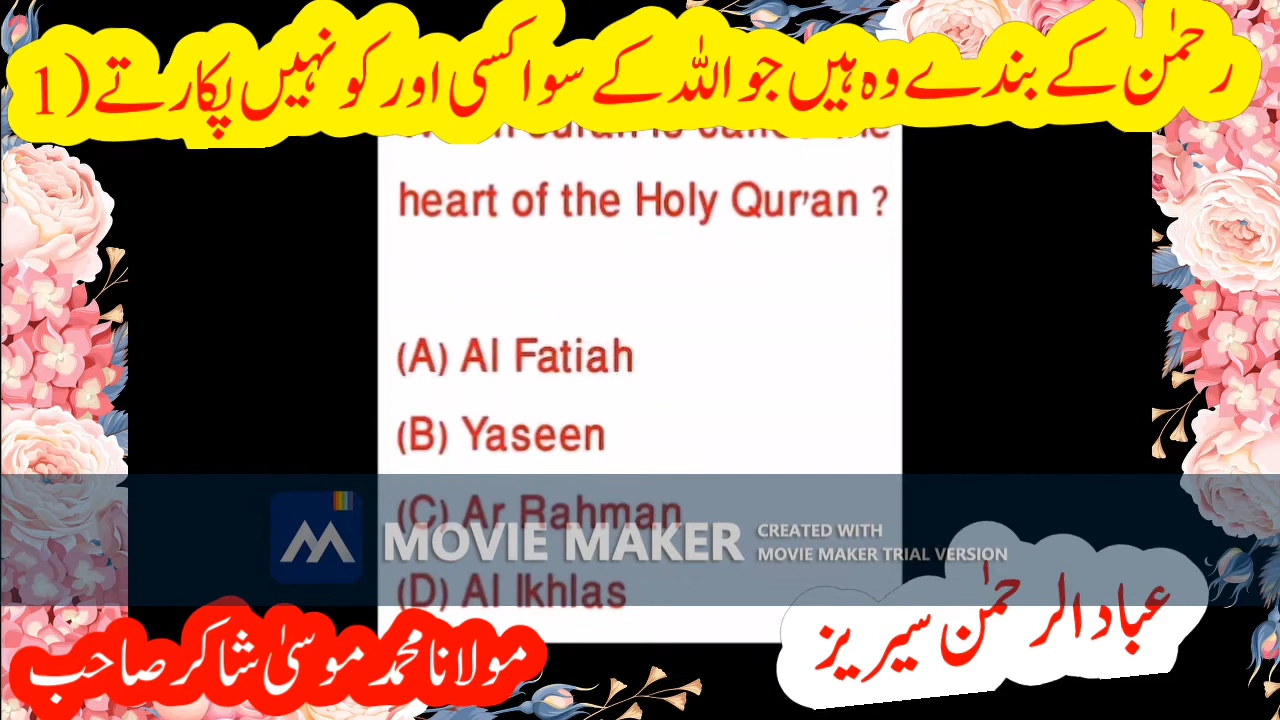 رحمٰن کے بندے وہ ہیں جو اللہ کے سوا کسی اور کو نہیں پکارتے (1
heart of the Holy Qur'an ?
(A) Al Fatiah
(B) Yaseen
(C) Ar Rahman
(D) Al Ikhlas
MOVIE MAKER
CREATED WITH
MOVIE MAKER TRIAL VERSION
عباد الرحمٰن سیریز
مولانا محمد موسیٰ شاکر صاحب